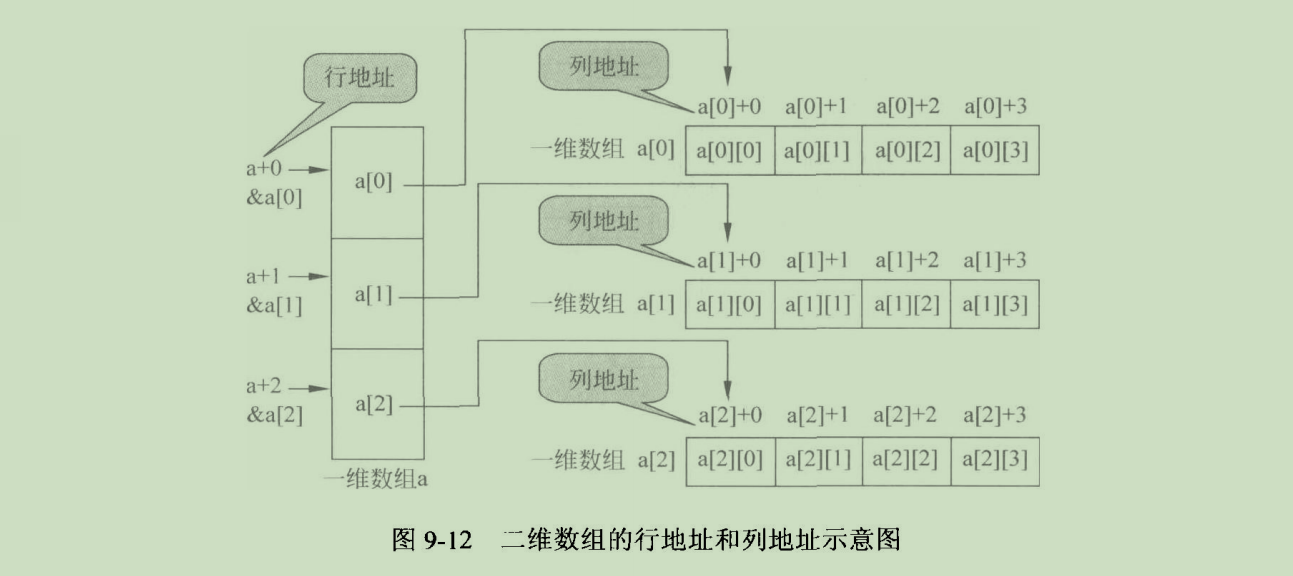 行地址
列地址
a[0]+0 a[0]+1 a[0]+2 a[0]+3
一维数组 a[0] a[0][0] a[0][1] a[0][2] a[0][3]
a+0
&a[0]
a[0]
列地址
a[1]+0 a[1]+1 a[1]+2 a[1]+3
a+1
&a[1]
a[1]
一维数组 a[1] a[1][0] a[1][1] a[1][2] a[1][3]
列地址
a+2
&a[2]
a[2]
a[2]+0 a[2]+1 a[2]+2 a[2]+3
一维数组 a[2] a[2][0] a[2][1] a[2][2] a[2][3]
一维数组a
图 9-12 二维数组的行地址和列地址示意图